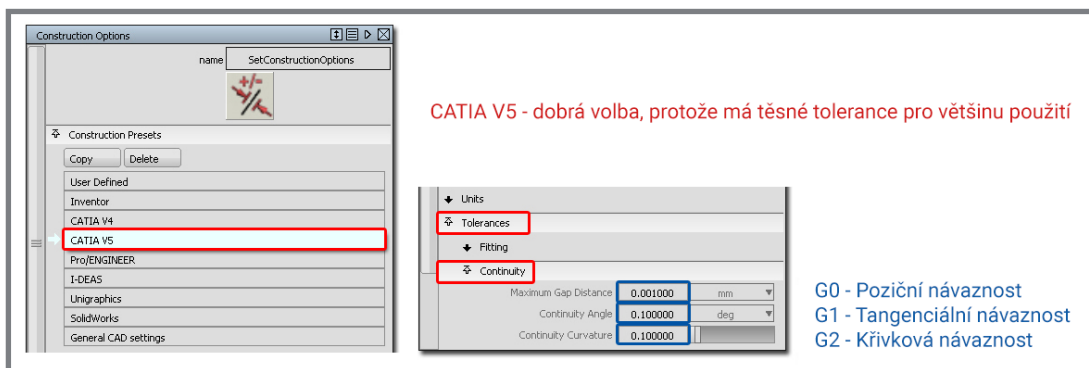 Construction Options
name SetConstructionOptions
+/-
Construction Presets
Copy Delete
User Defined
Inventor
CATIA V4
CATIA V5
Pro/ENGINEER
I-DEAS
Unigraphics
SolidWorks
General CAD settings
CATIA V5 - dobrá volba, protože má těsné tolerance pro většinu použití
Units
Tolerances
Fitting
Continuity
Maximum Gap Distance 0.001000 mm
Continuity Angle 0.100000 deg
Continuity Curvature 0.100000
G0 - Poziční návaznost
G1 - Tangenciální návaznost
G2 - Křivková návaznost